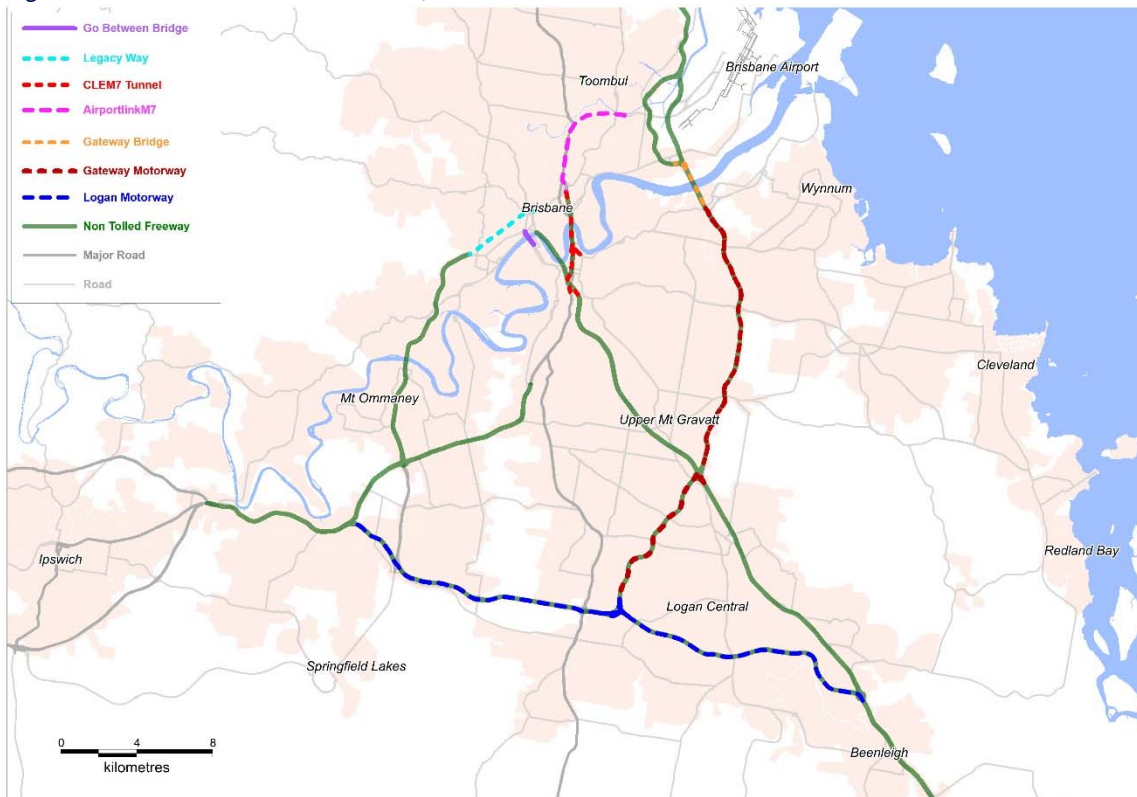 Go Between Bridge
Legacy Way
CLEM7 Tunnel
AirportlinkM7
Gateway Bridge
Gateway Motorway
Logan Motorway
Non Tolled Freeway
Major Road
Road
Toombul
Brisbane Airport
Wynnum
Brisbane
Cleveland
Mt Ommaney
Upper Mt Gravatt
Redland Bay
Ipswich
Logan Central
Springfield Lakes
Beenleigh
0 4 8
kilometres